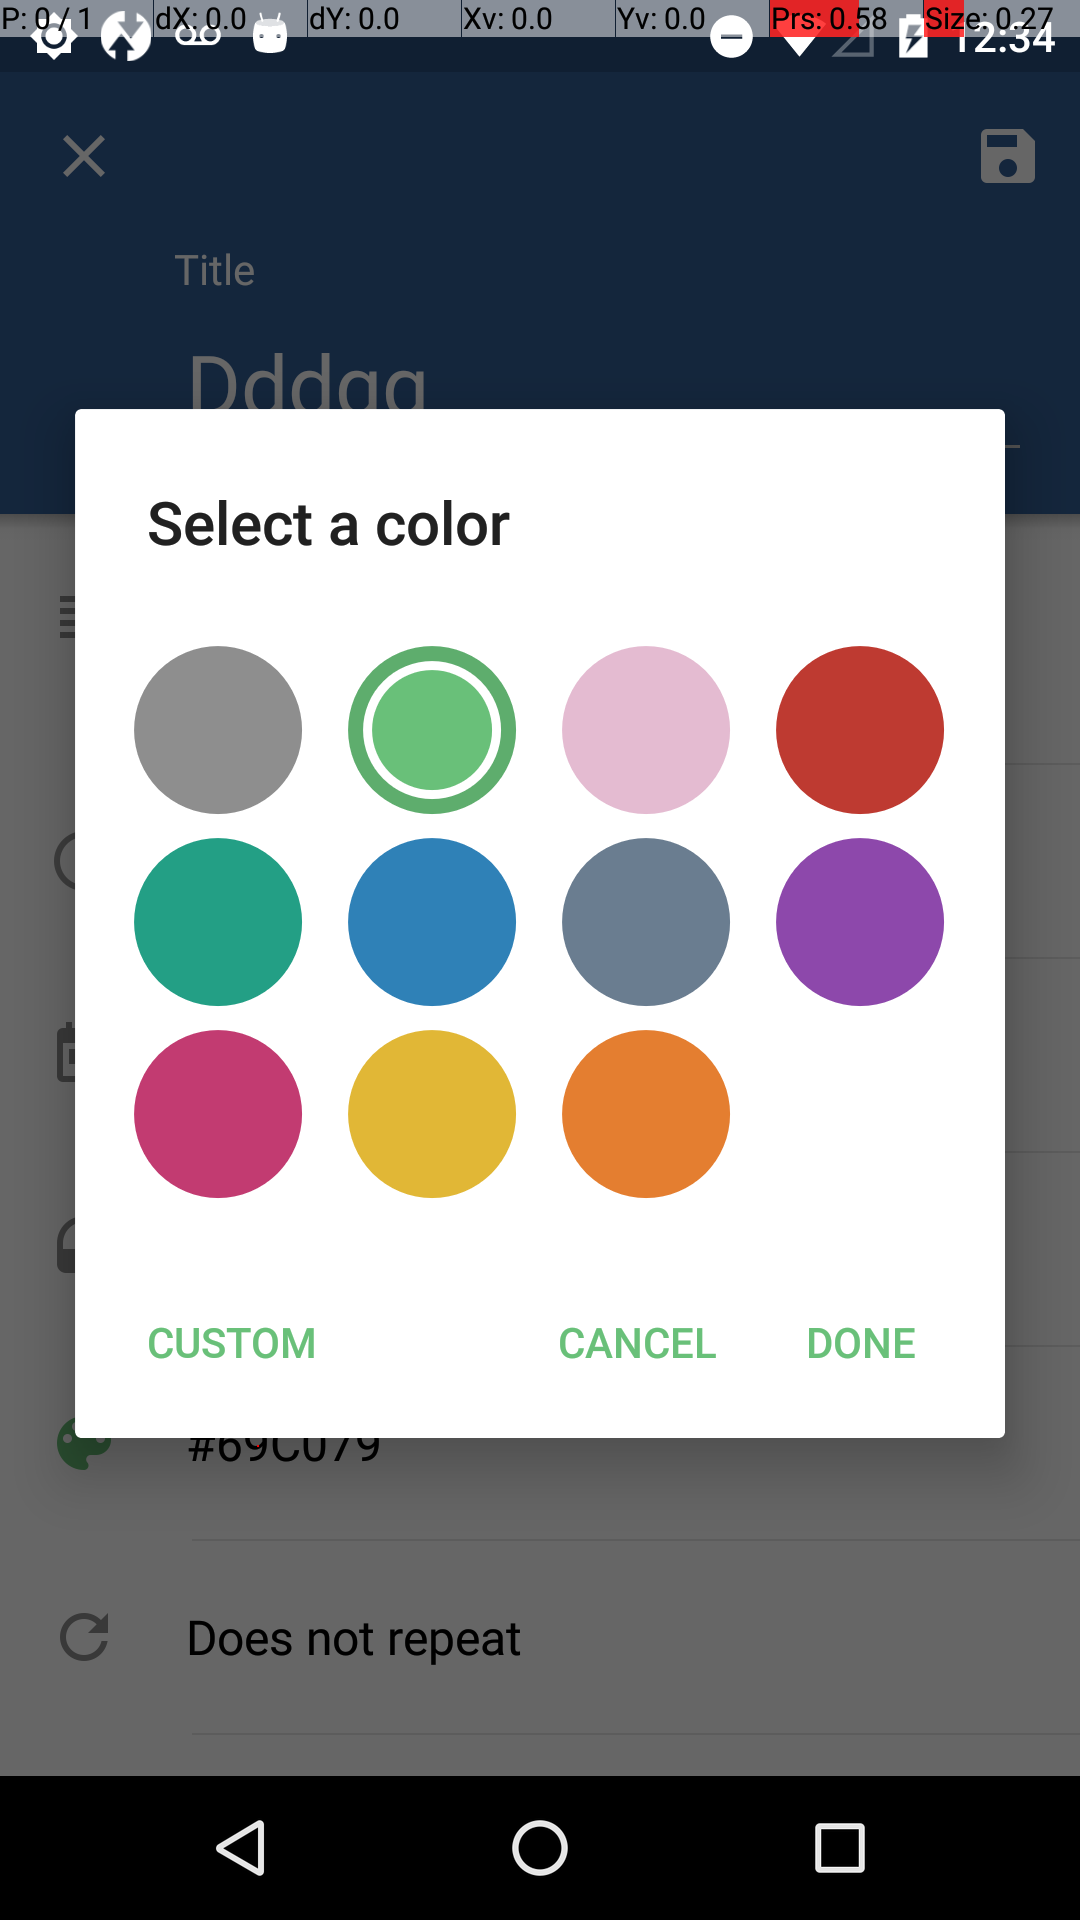 P: 0 / 1 dX: 0.0 dY: 0.0 Xv: 0.0 Yv: 0.0 Prs: 0.58 Size: 0.27
12:34
Title
Dddgg
Select a color
CUSTOM CANCEL DONE
#69C079
Does not repeat